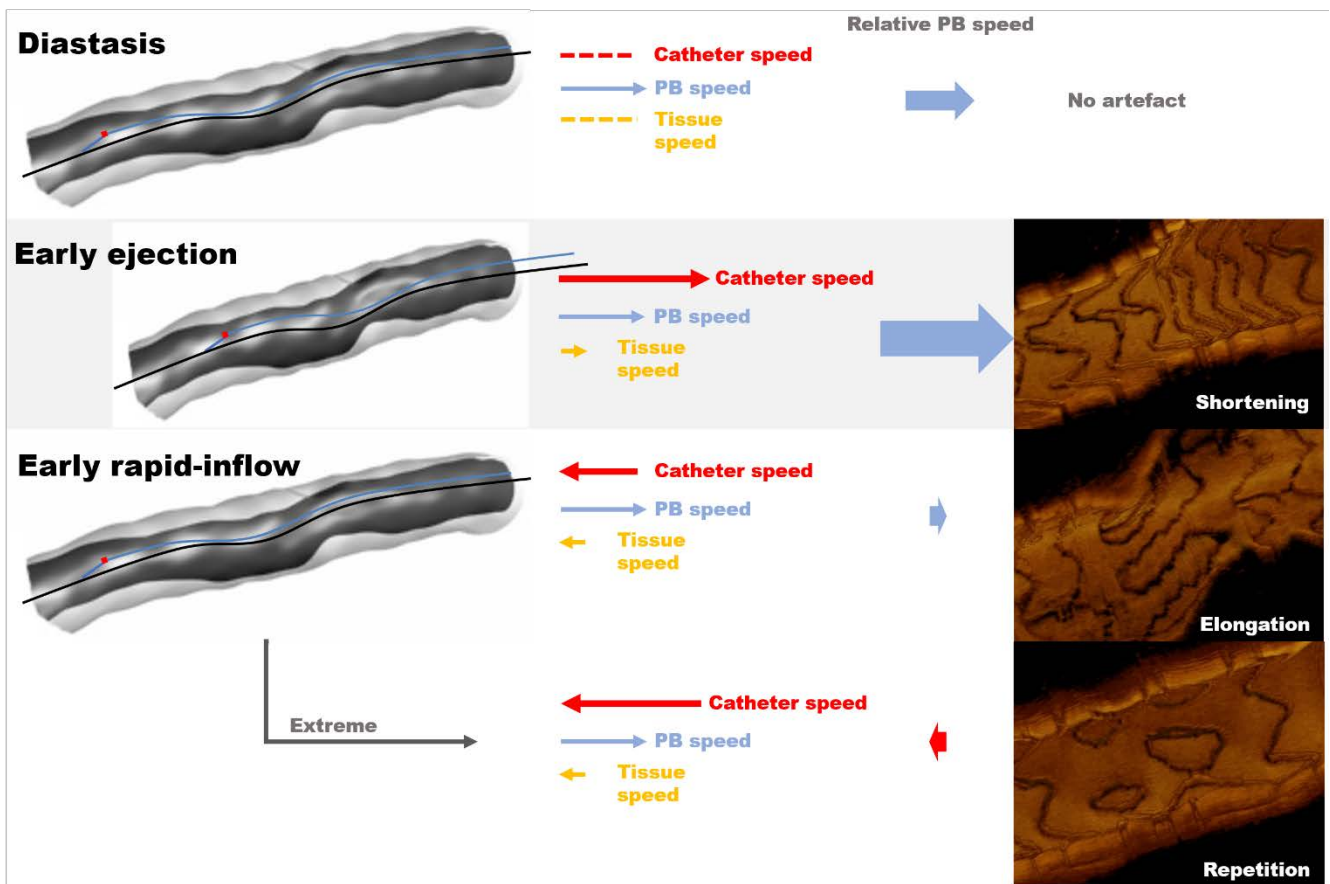 Diastasis
Relative PB speed
Catheter speed
PB speed
Tissue
speed
No artefact
Early ejection
Catheter speed
PB speed
Tissue
speed
Shortening
Early rapid-inflow
Catheter speed
PB speed
Tissue
speed
Elongation
Extreme
Catheter speed
PB speed
Tissue
speed
Repetition